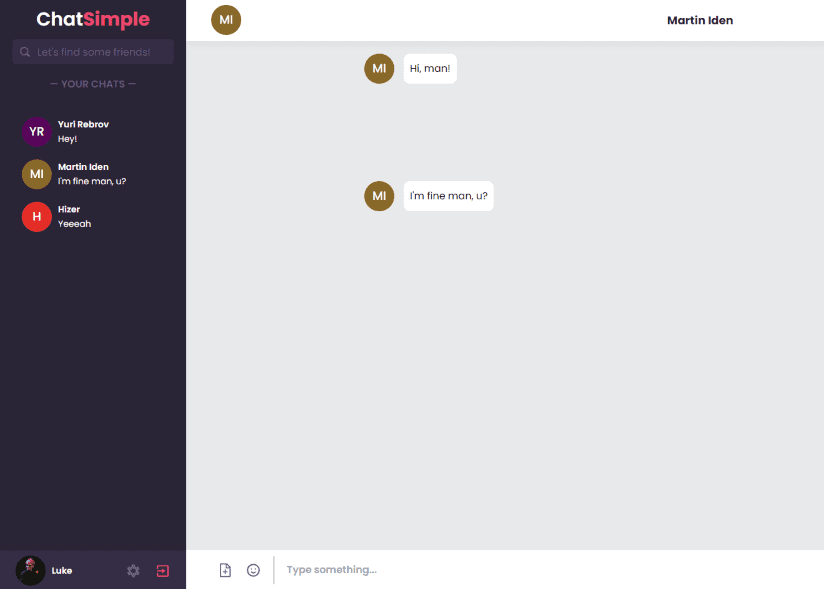 ChatSimple
Let's find some friends!
— YOUR CHATS —
YR
Yuri Rebrov
Hey!
MI
Martin Iden
I'm fine man, u?
H
Hizer
Yeeeah
Luke
MI
Martin Iden
MI
Hi, man!
MI
I'm fine man, u?
Type something...